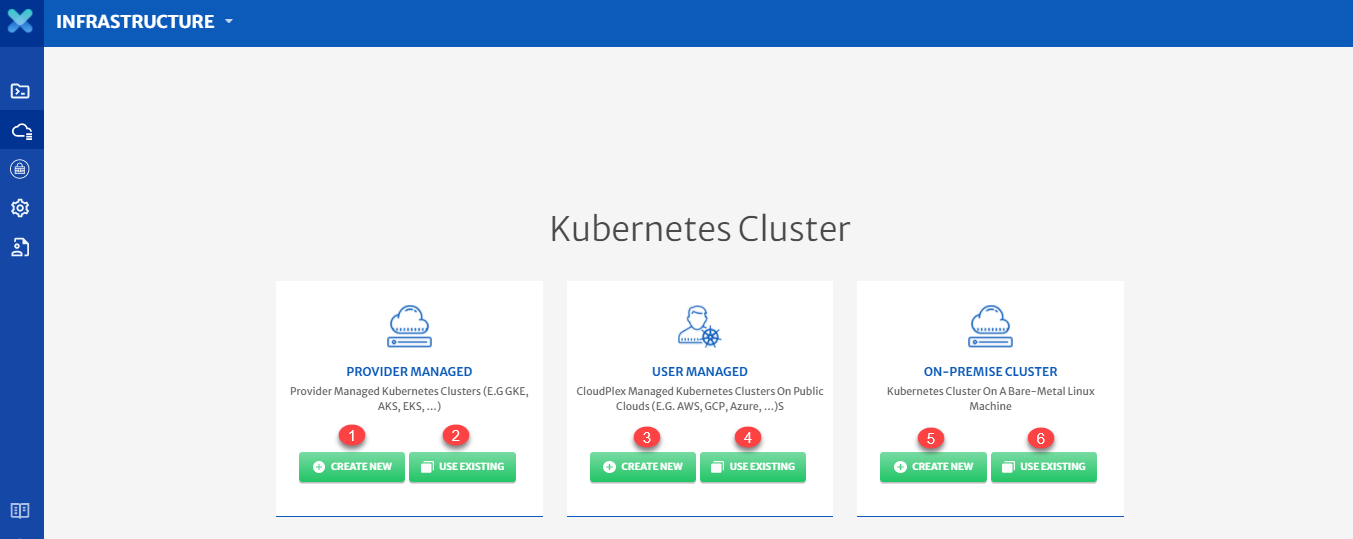 INFRASTRUCTURE
Kubernetes Cluster
PROVIDER MANAGED
Provider Managed Kubernetes Clusters (E.G GKE,
AKS, EKS, ...)
1
2
CREATE NEW
USE EXISTING
USER MANAGED
CloudPlex Managed Kubernetes Clusters On Public
Clouds (E.G. AWS, GCP, Azure, ...)S
3
4
CREATE NEW
USE EXISTING
ON-PREMISE CLUSTER
Kubernetes Cluster On A Bare-Metal Linux
Machine
5
6
CREATE NEW
USE EXISTING